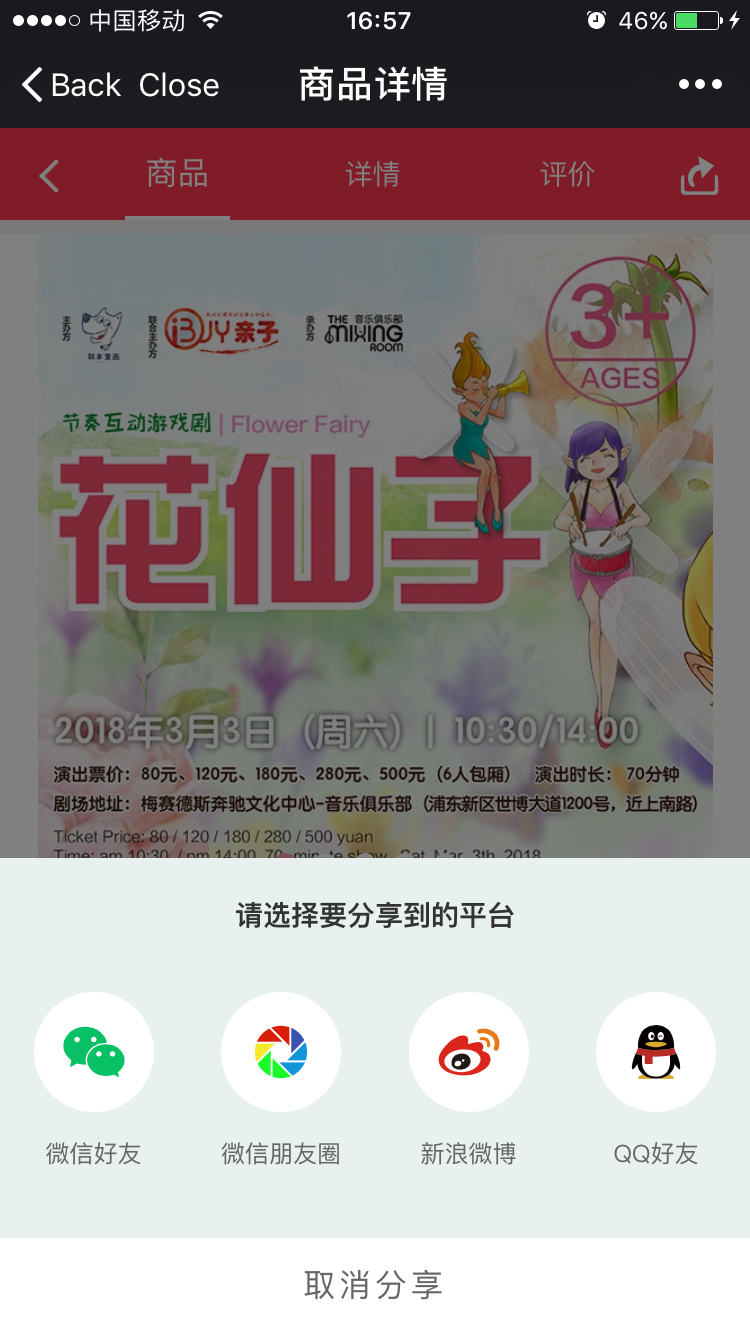 中国移动 16:57 46%
Back Close 商品详情
商品 详情 评价
主办方
联合主办方
JY亲子
承办方
THE 音乐俱乐部
MIXING
ROOM
3+
AGES
节奏互动游戏剧 | Flower Fairy
花仙子
2018年3月3日（周六）| 10:30/14:00
演出票价：80元、120元、180元、280元、500元（6人包厢） 演出时长：70分钟
剧场地址：梅赛德斯奔驰文化中心-音乐俱乐部（浦东新区世博大道1200号，近上南路）
Ticket Price: 80 / 120 / 180 / 280 / 500 yuan
Time: am 10:30 / pm 14:00 70-minute show Sat. Mar. 3th, 2018
请选择要分享到的平台
微信好友 微信朋友圈 新浪微博 QQ好友
取消分享